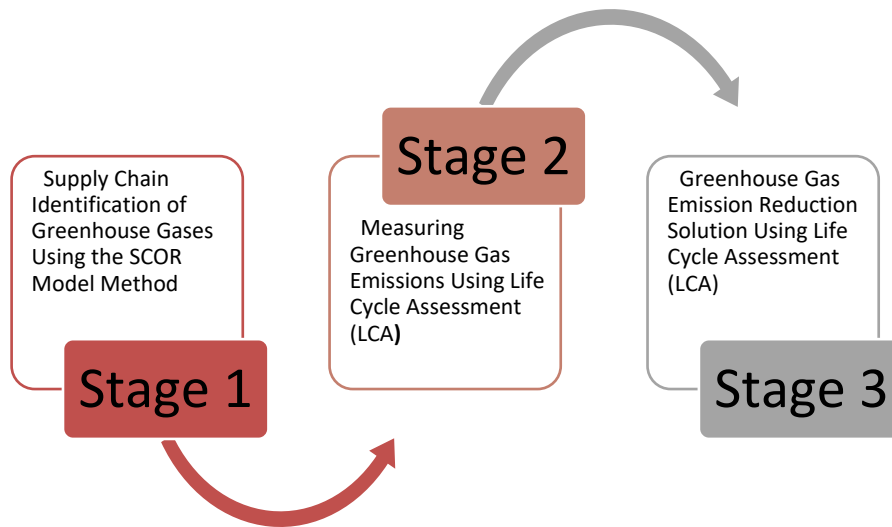 Supply Chain
Identification of
Greenhouse Gases
Using the SCOR
Model Method
Stage 1
Stage 2
Measuring
Greenhouse Gas
Emissions Using Life
Cycle Assessment
(LCA)
Greenhouse Gas
Emission Reduction
Solution Using Life
Cycle Assessment
(LCA)
Stage 3